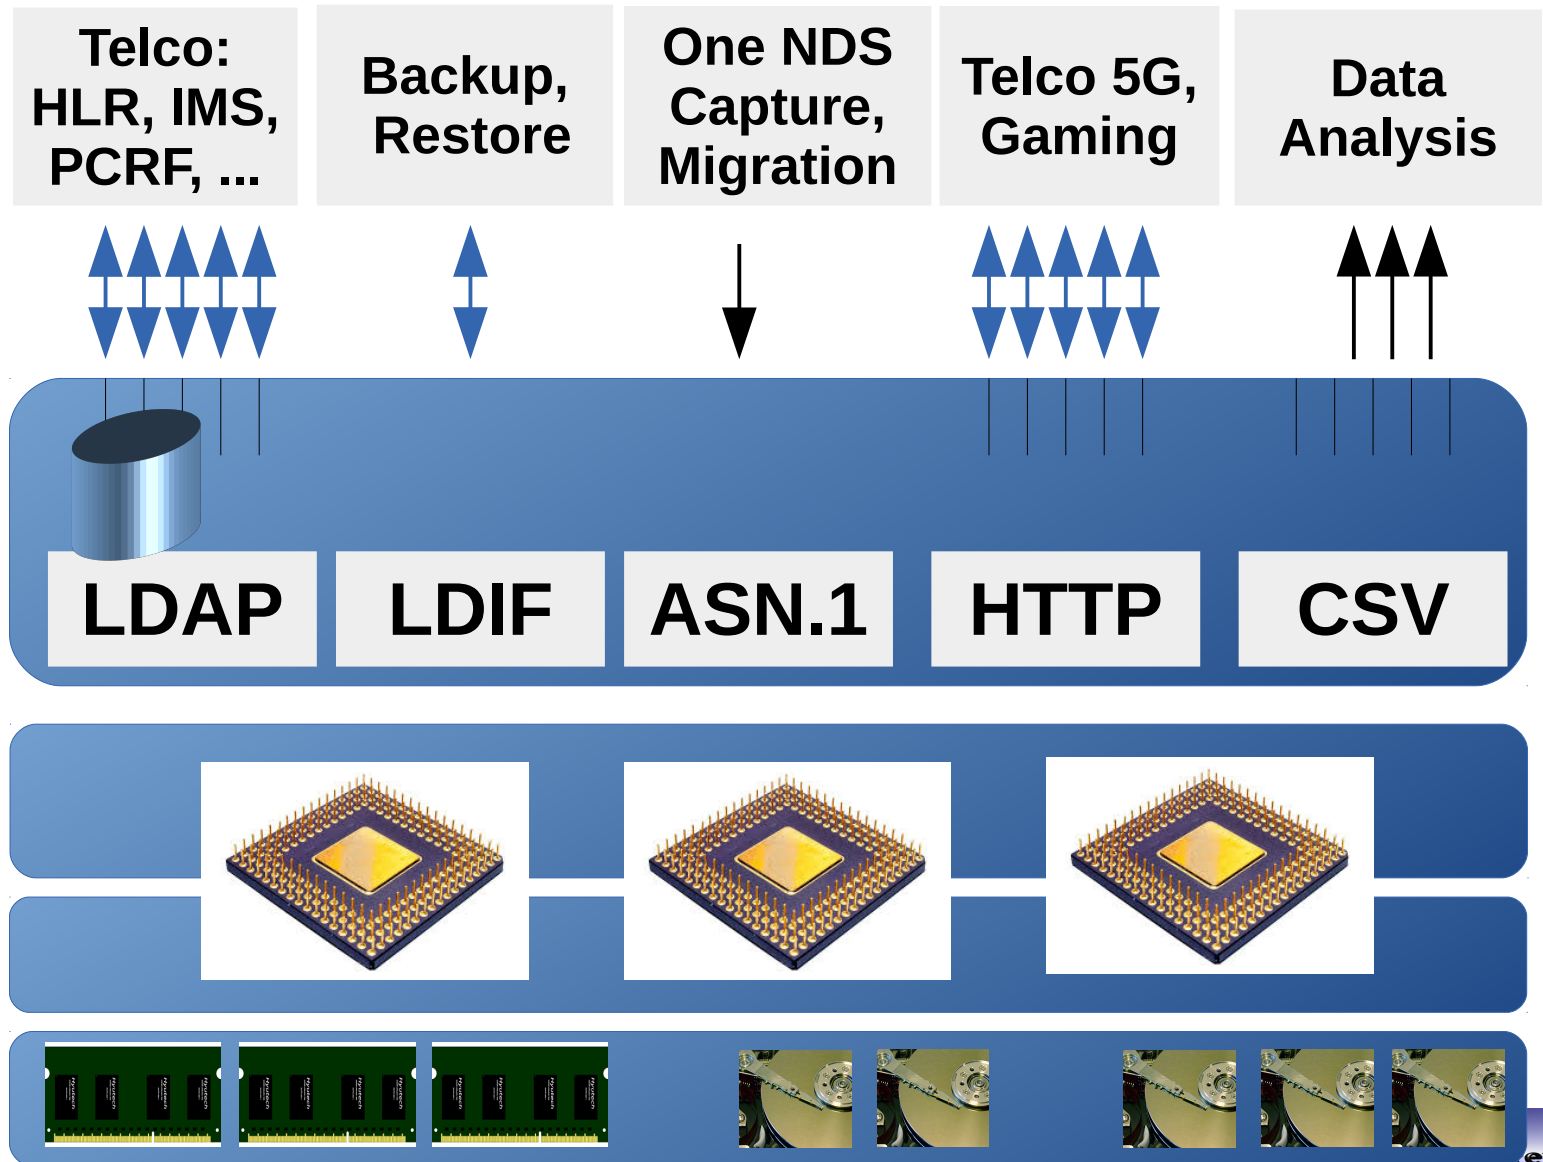 Telco:
HLR, IMS,
PCRF, ...
Backup,
Restore
One NDS
Capture,
Migration
Telco 5G,
Gaming
Data
Analysis
LDAP
LDIF
ASN.1
HTTP
CSV